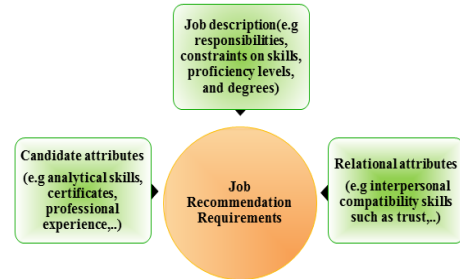 Job description(e.g
responsibilities,
constraints on skills,
proficiency levels,
and degrees)
Candidate attributes
(e.g analytical skills,
certificates,
professional
experience,..)
Job
Recommendation
Requirements
Relational attributes
(e.g interpersonal
compatibility skills
such as trust,..)